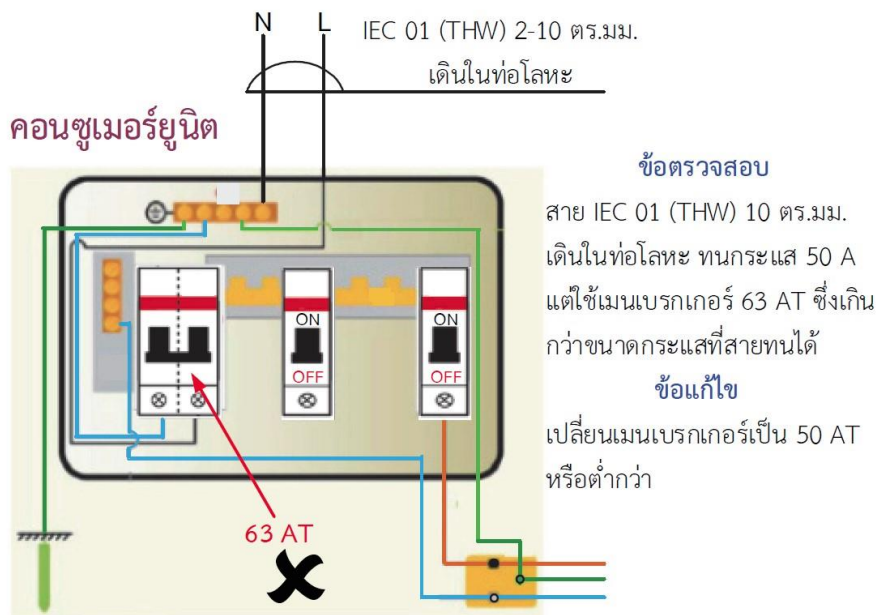 N L IEC 01 (THW) 2-10 ตร.มม.
เดินในท่อโลหะ
คอนซูเมอร์ยูนิต
ข้อตรวจสอบ
สาย IEC 01 (THW) 10 ตร.มม.
เดินในท่อโลหะ ทนกระแส 50 A
แต่ใช้เมนเบรกเกอร์ 63 AT ซึ่งเกิน
กว่าขนาดกระแสที่สายทนได้
ข้อแก้ไข
เปลี่ยนเมนเบรกเกอร์เป็น 50 AT
หรือต่ำกว่า
ON
OFF
ON
OFF
63 AT